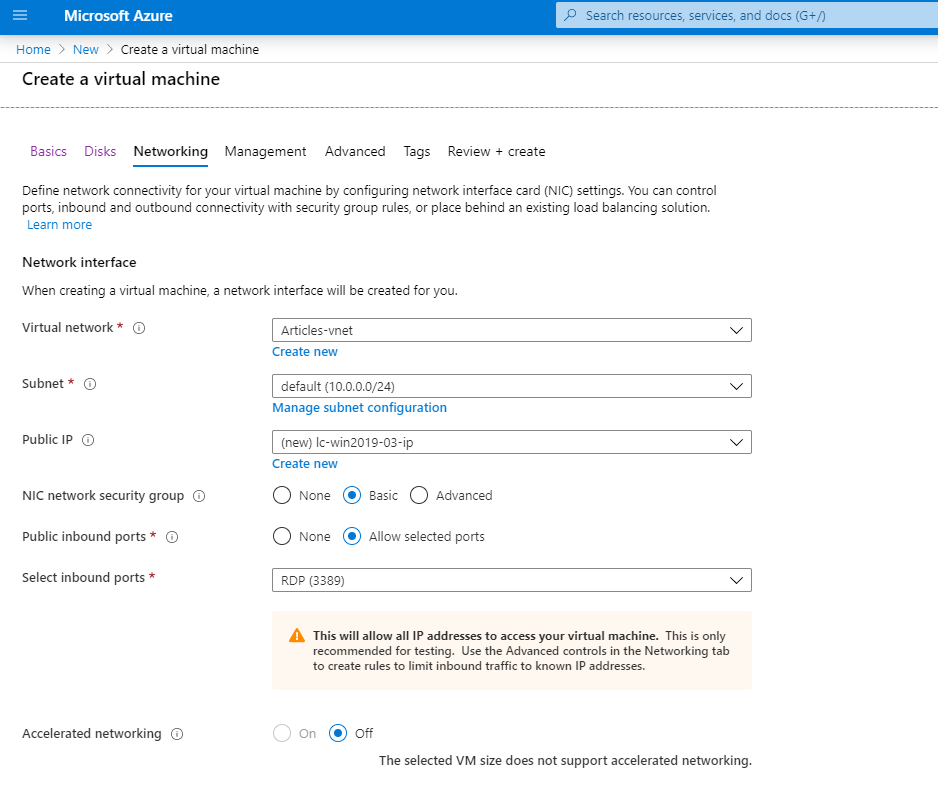 Microsoft Azure
Search resources, services, and docs (G+/)
Home > New > Create a virtual machine
Create a virtual machine
Basics Disks Networking Management Advanced Tags Review + create
Define network connectivity for your virtual machine by configuring network interface card (NIC) settings. You can control
ports, inbound and outbound connectivity with security group rules, or place behind an existing load balancing solution.
Learn more
Network interface
When creating a virtual machine, a network interface will be created for you.
Virtual network *
Articles-vnet
Create new
Subnet *
default (10.0.0.0/24)
Manage subnet configuration
Public IP
(new) lc-win2019-03-ip
Create new
NIC network security group
None Basic Advanced
Public inbound ports *
None Allow selected ports
Select inbound ports *
RDP (3389)
This will allow all IP addresses to access your virtual machine. This is only
recommended for testing. Use the Advanced controls in the Networking tab
to create rules to limit inbound traffic to known IP addresses.
Accelerated networking
On Off
The selected VM size does not support accelerated networking.